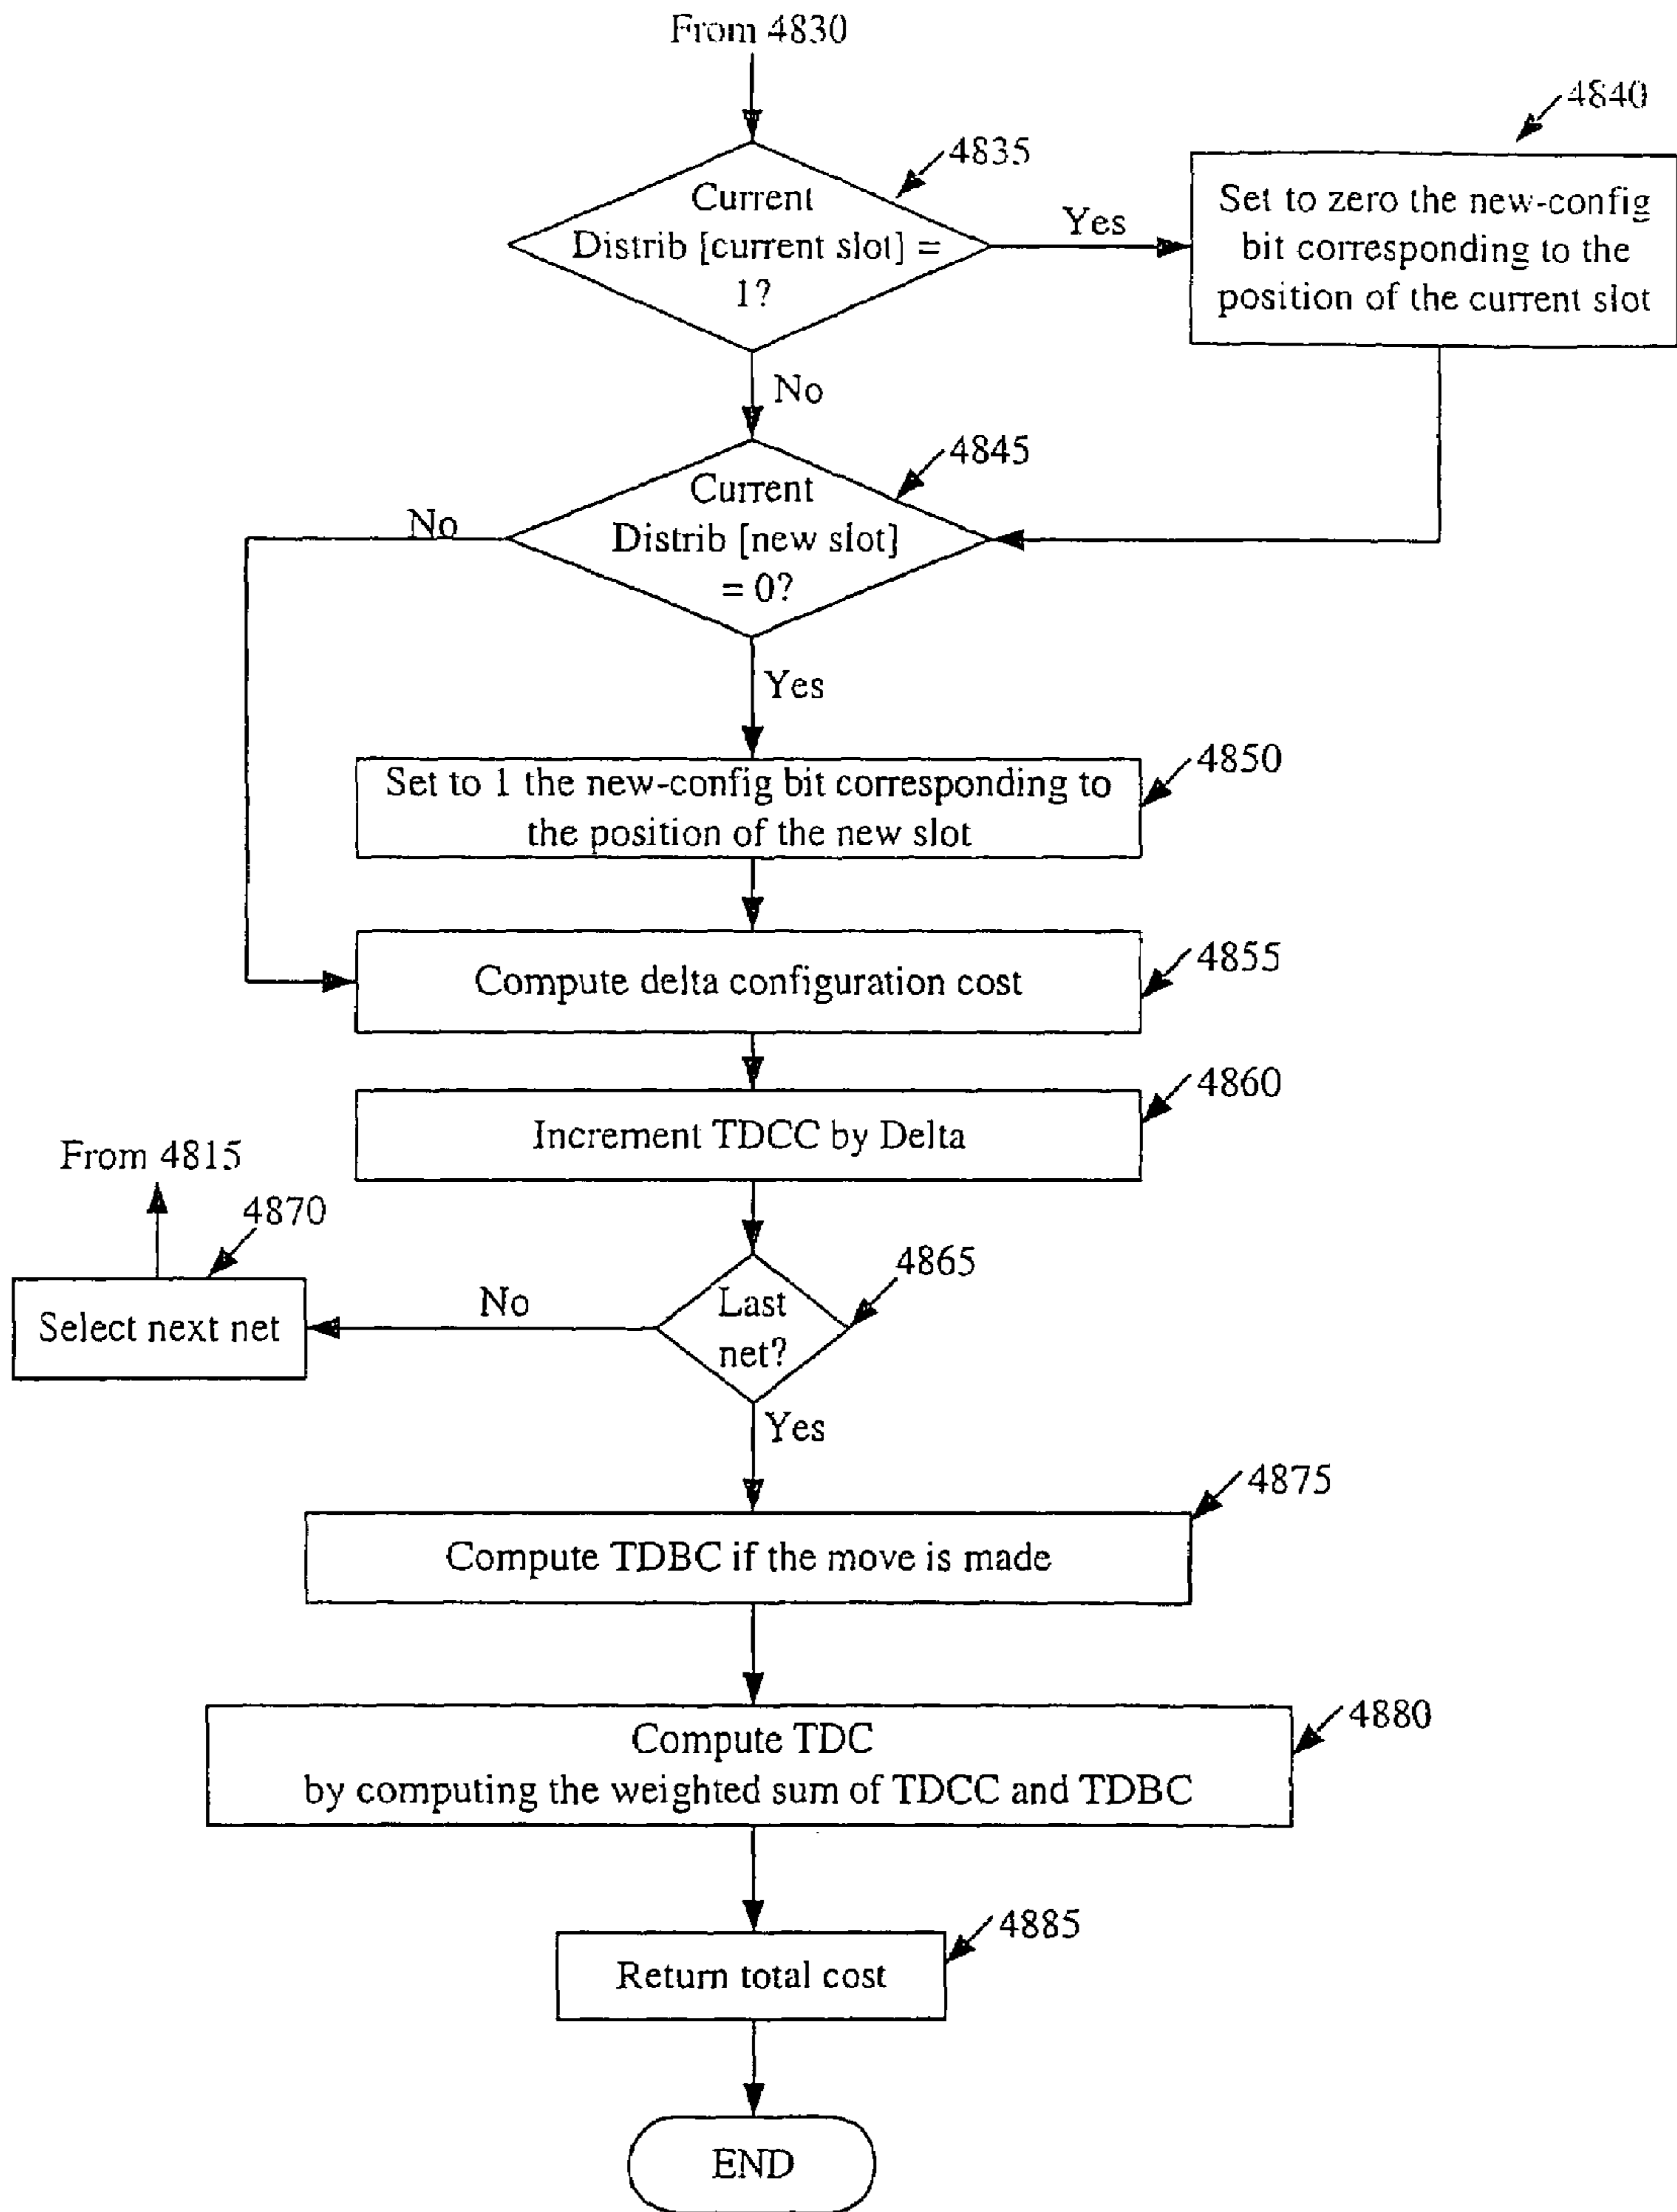 From 4830
4835
4840
Current
Distrib [current slot] =
1?
Yes
Set to zero the new-config
bit corresponding to the
position of the current slot
No
4845
Current
Distrib [new slot]
= 0?
No
Yes
4850
Set to 1 the new-config bit corresponding to
the position of the new slot
4855
Compute delta configuration cost
4860
Increment TDCC by Delta
From 4815
4870
Select next net
No
4865
Last
net?
Yes
4875
Compute TDBC if the move is made
4880
Compute TDC
by computing the weighted sum of TDCC and TDBC
4885
Return total cost
END